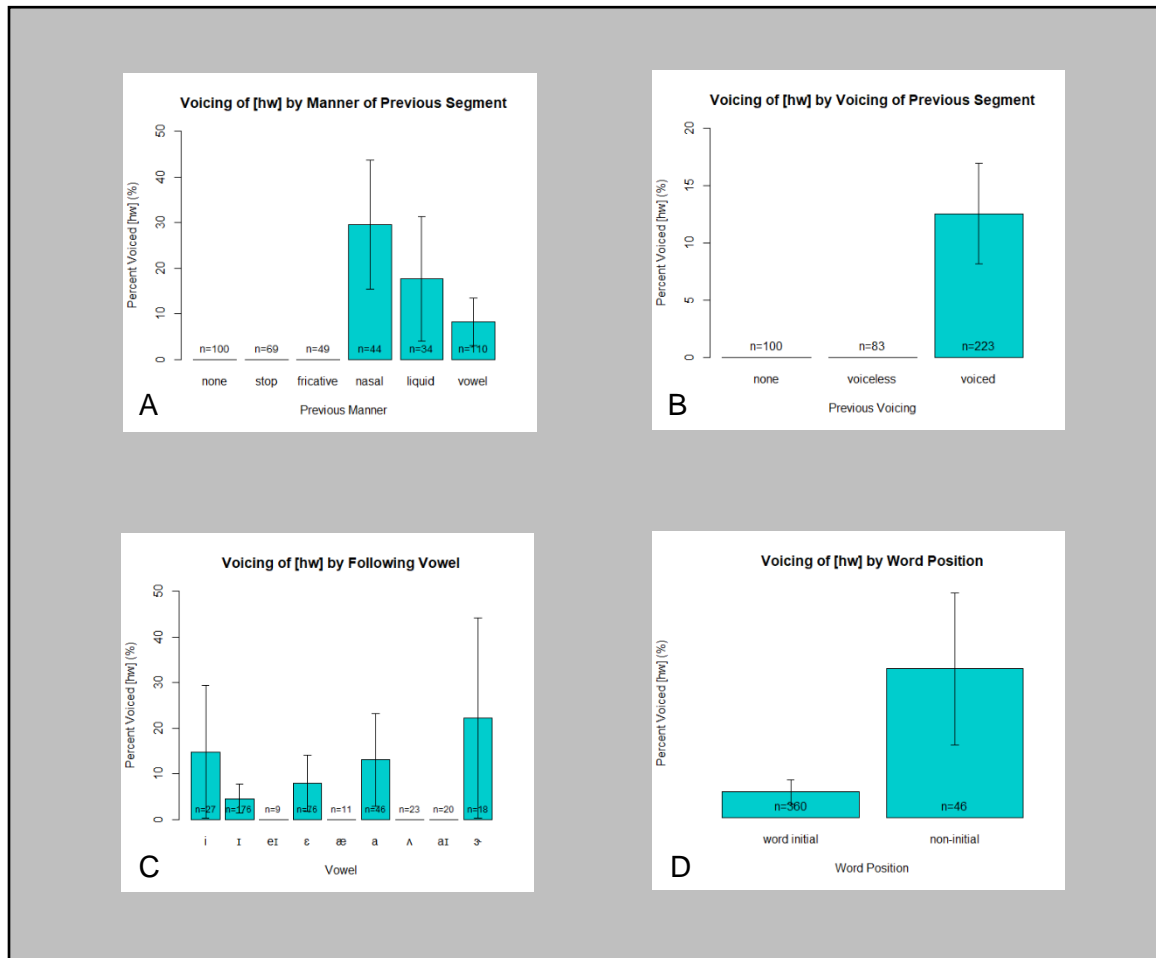 Voicing of [hw] by Manner of Previous Segment
Percent Voiced [hw] (%)
50
40
30
20
10
0
n=100 n=69 n=49 n=44 n=34 n=110
none stop fricative nasal liquid vowel
Previous Manner
A
Voicing of [hw] by Voicing of Previous Segment
Percent Voiced [hw] (%)
20
15
10
5
0
n=100 n=83 n=223
none voiceless voiced
Previous Voicing
B
Voicing of [hw] by Following Vowel
Percent Voiced [hw] (%)
50
40
30
20
10
0
n=27 n=176 n=9 n=76 n=11 n=46 n=23 n=20 n=18
i ɪ eɪ ɛ æ a ʌ aɪ ɝ
Vowel
C
Voicing of [hw] by Word Position
Percent Voiced [hw] (%)
n=360 n=46
word initial non-initial
Word Position
D